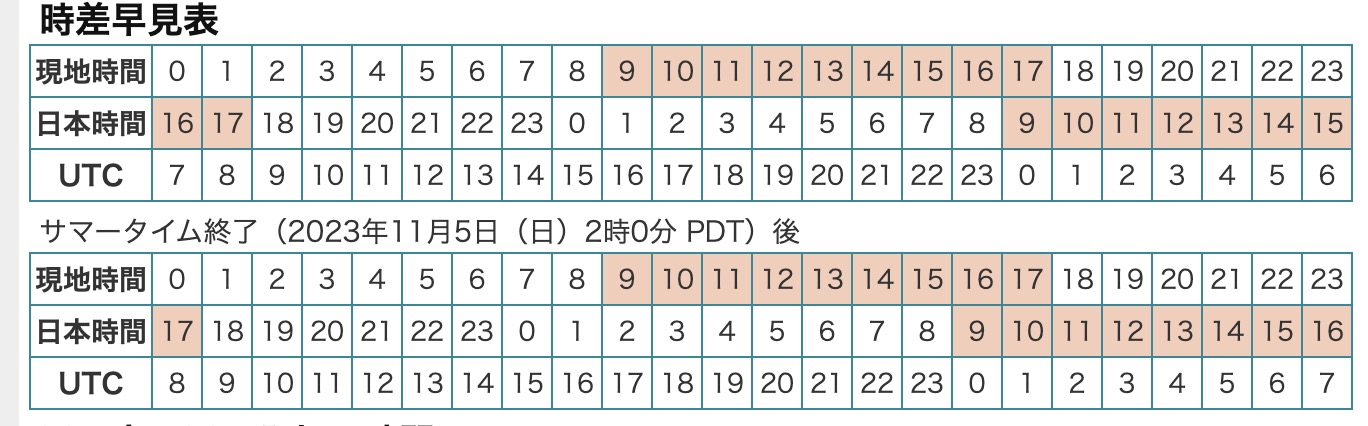 時差早見表
現地時間 0 1 2 3 4 5 6 7 8 9 10 11 12 13 14 15 16 17 18 19 20 21 22 23
日本時間 16 17 18 19 20 21 22 23 0 1 2 3 4 5 6 7 8 9 10 11 12 13 14 15
UTC 7 8 9 10 11 12 13 14 15 16 17 18 19 20 21 22 23 0 1 2 3 4 5 6
サマータイム終了（2023年11月5日（日）2時0分 PDT）後
現地時間 0 1 2 3 4 5 6 7 8 9 10 11 12 13 14 15 16 17 18 19 20 21 22 23
日本時間 17 18 19 20 21 22 23 0 1 2 3 4 5 6 7 8 9 10 11 12 13 14 15 16
UTC 8 9 10 11 12 13 14 15 16 17 18 19 20 21 22 23 0 1 2 3 4 5 6 7